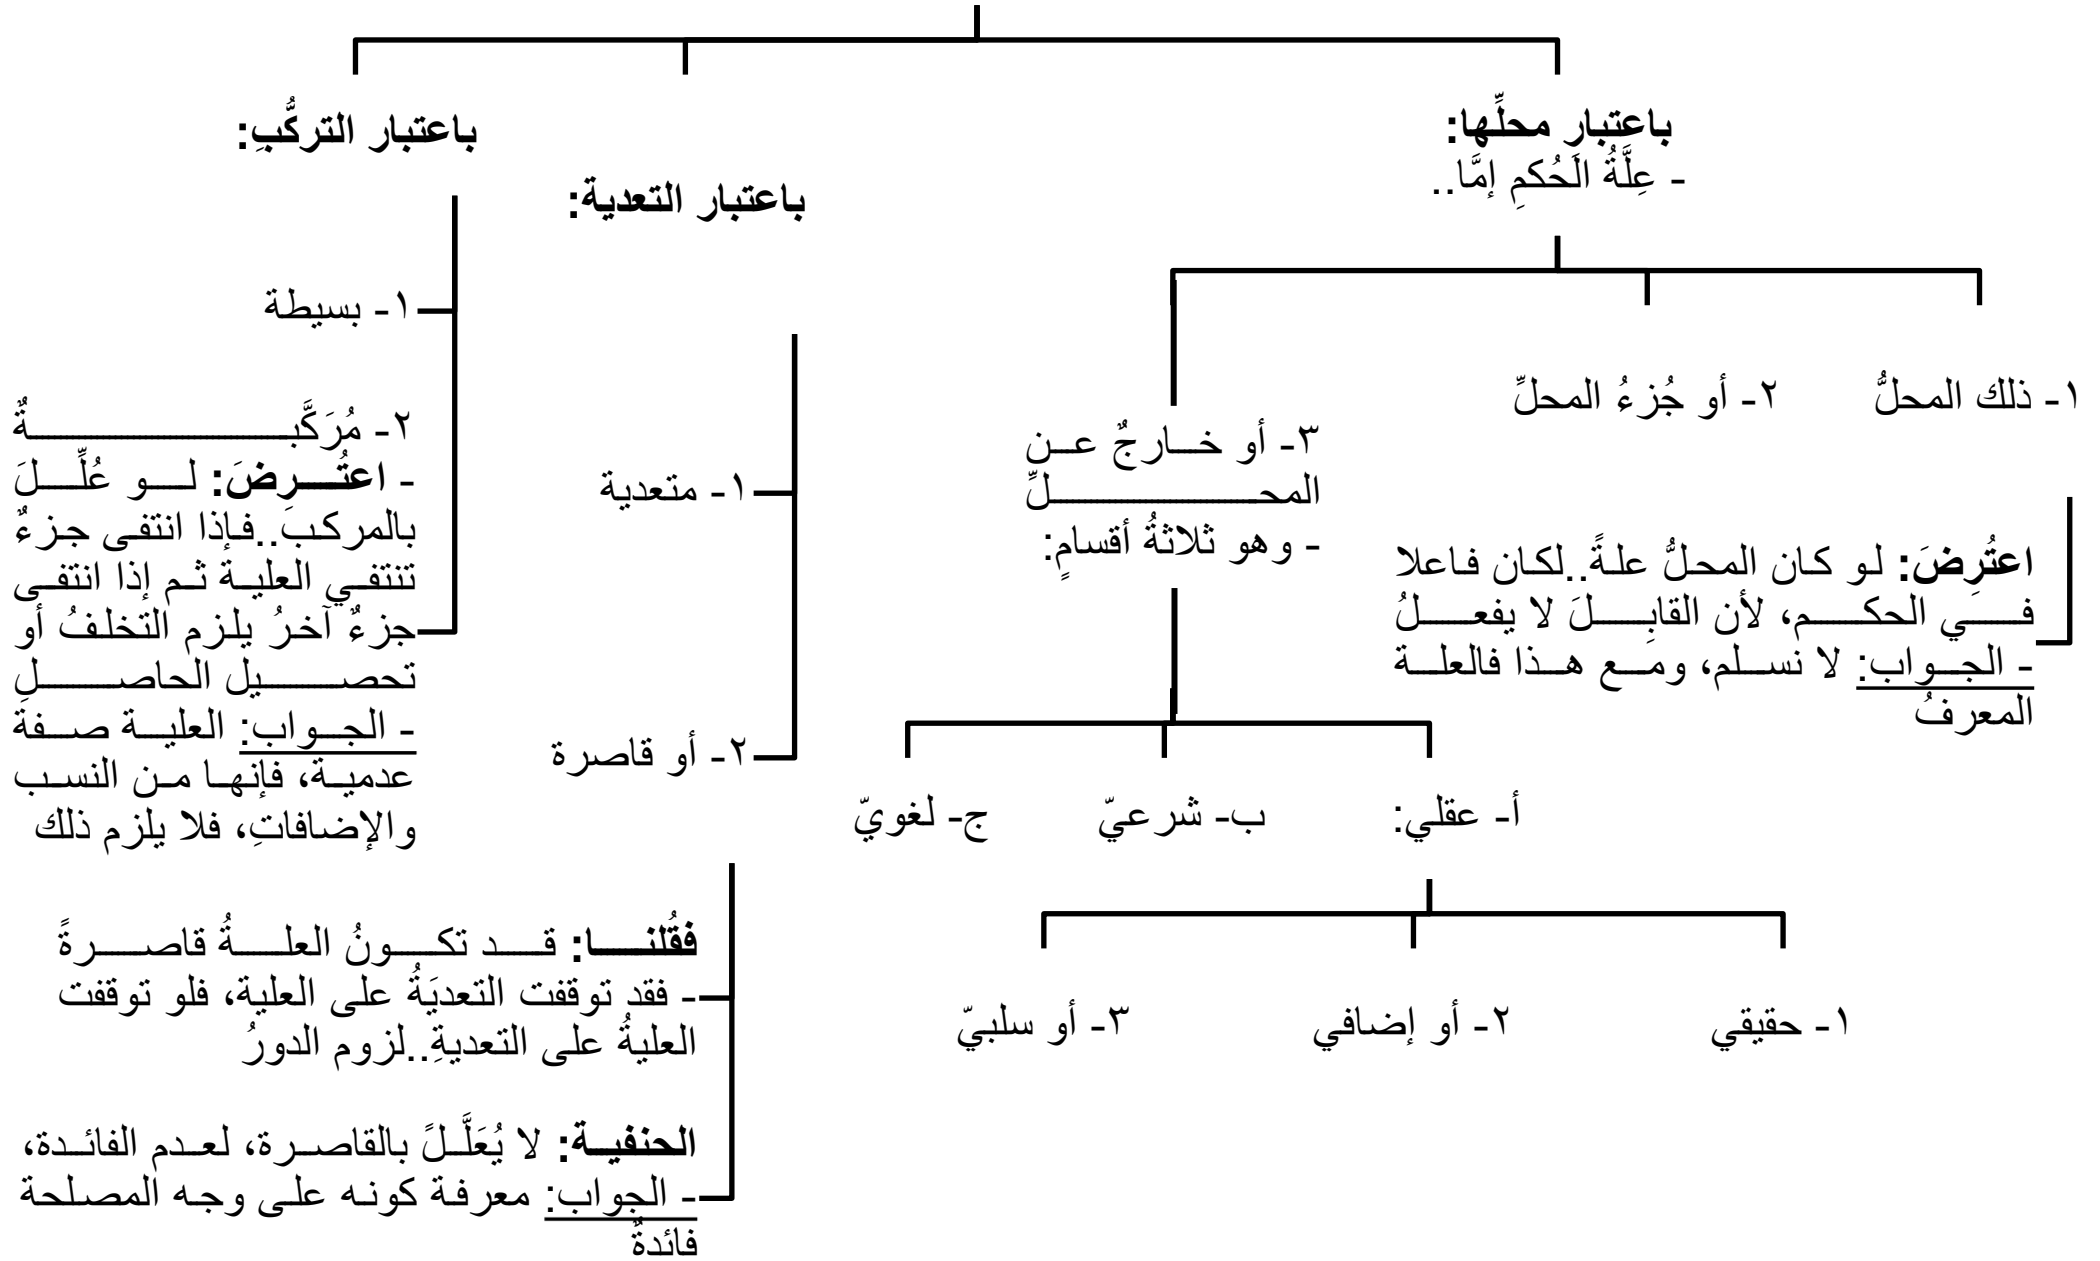 باعتبارِ محلِّها:
- عِلَّةُ الَحُكمِ إمَّا..
١- ذلك المحلُّ
اعتُرِضَ: لو كان المحلُّ علةً..لكان فاعلا
في الحكم، لأن القابِلَ لا يفعلُ
- الجواب: لا نسلم، ومع هذا فالعلة
المعرفُ
٢- أو جُزءُ المحلِّ
٣- أو خارجٌ عن
المحلِّ
- وهو ثلاثةُ أقسامٍ:
أ- عقلي:
١- حقيقي
٢- أو إضافي
٣- أو سلبيّ
ب- شرعيّ
ج- لغويّ
باعتبار التعدية:
١- متعدية
٢- أو قاصرة
فقُلنا: قد تكونُ العلةُ قاصرةً
- فقد توقفت التعديَةُ على العلية، فلو توقفت
العليةُ على التعديةِ..لزوم الدورُ
الحنفية: لا يُعَلَّلً بالقاصرة، لعدم الفائدة،
- الجواب: معرفة كونه على وجه المصلحة
فائدةٌ
باعتبار التركُّبِ:
١- بسيطة
٢- مُرَكَّبةٌ
- اعتُرِضَ: لو عُلِّلَ
بالمركب..فإذا انتفى جزءٌ
تنتفي العلية ثم إذا انتفى
جزءٌ آخرُ يلزم التخلفُ أو
تحصيل الحاصلِ
- الجواب: العلية صفة
عدمية، فإنها من النسب
والإضافاتِ، فلا يلزم ذلك